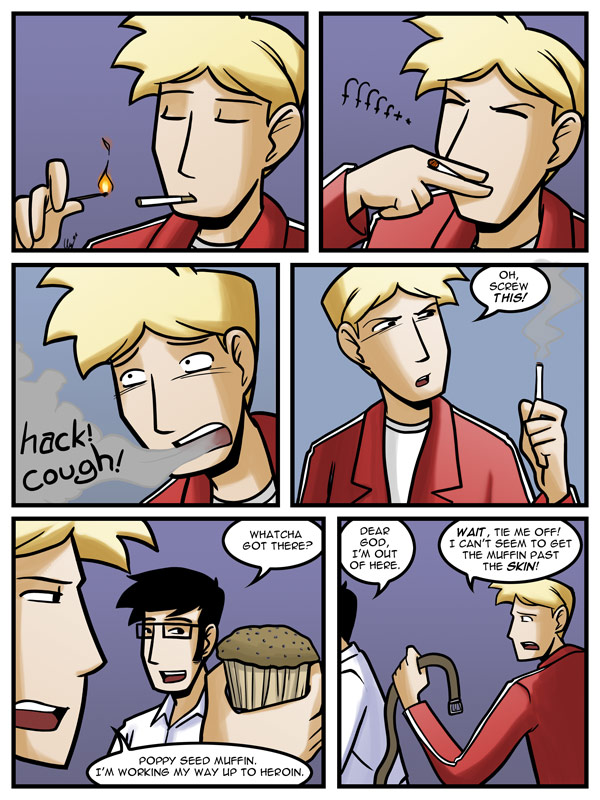 fffff..
hack!
cough!
OH,
SCREW
THIS!
WHATCHA
GOT THERE?
POPPY SEED MUFFIN.
I'M WORKING MY WAY UP TO HEROIN.
DEAR
GOD,
I'M OUT
OF HERE.
WAIT, TIE ME OFF!
I CAN'T SEEM TO GET
THE MUFFIN PAST
THE SKIN!